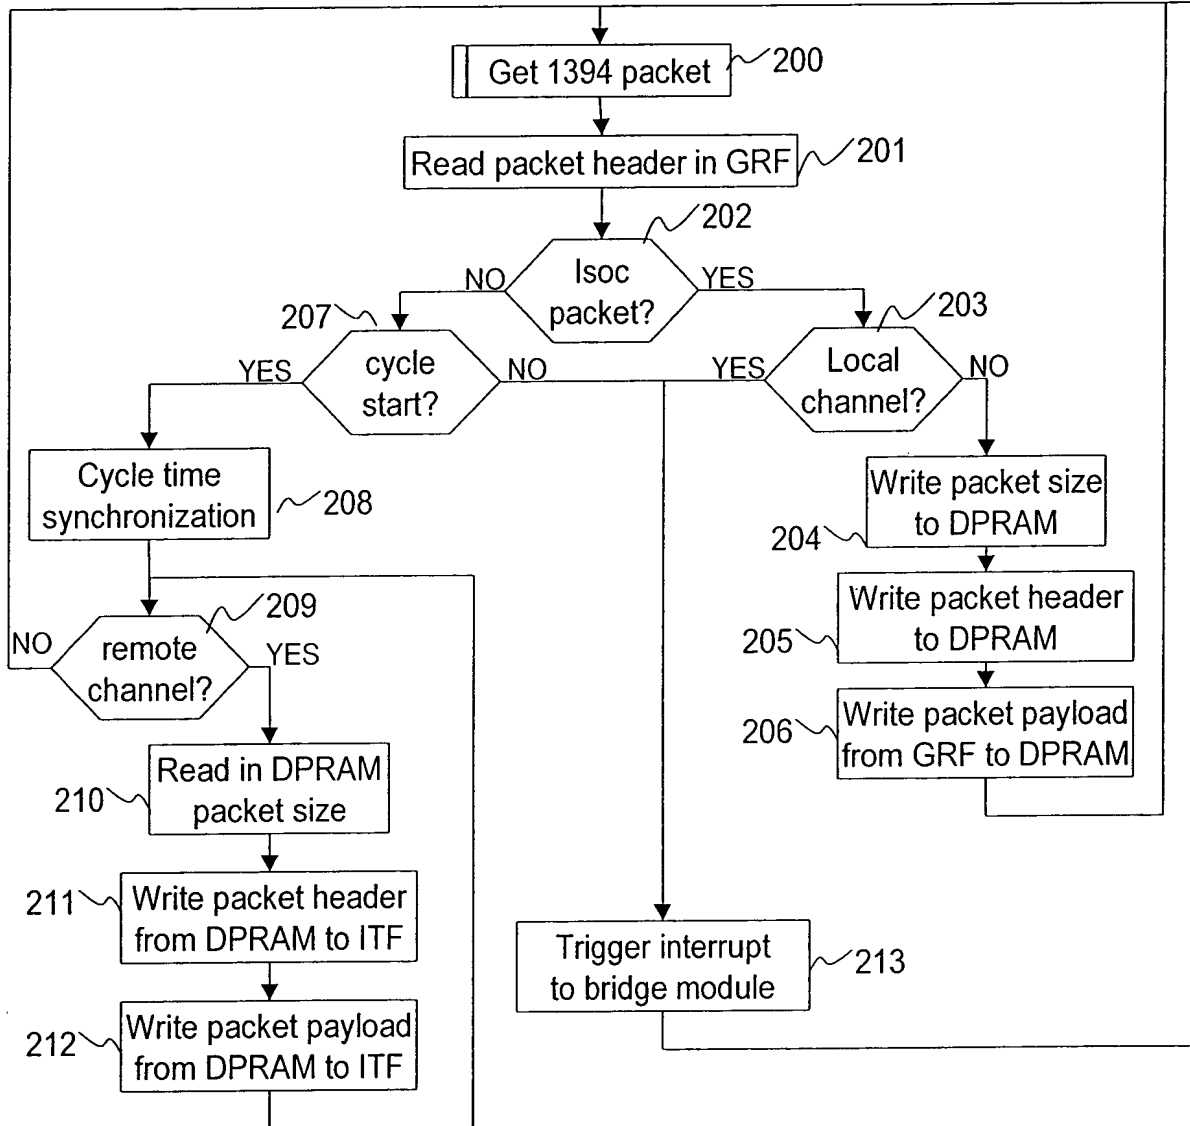 Get 1394 packet
200
Read packet header in GRF
201
202
Isoc
packet?
NO
YES
207
203
cycle
start?
YES
NO
Local
channel?
YES
NO
Cycle time
synchronization
208
Write packet size
to DPRAM
204
Write packet header
to DPRAM
205
209
remote
channel?
NO
YES
Write packet payload
from GRF to DPRAM
206
Read in DPRAM
packet size
210
Write packet header
from DPRAM to ITF
211
Trigger interrupt
to bridge module
213
Write packet payload
from DPRAM to ITF
212